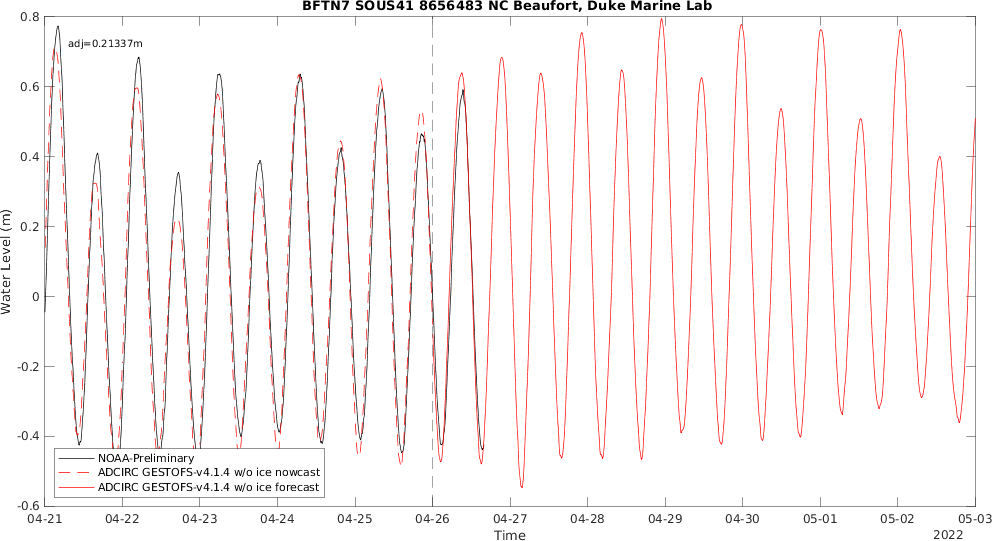 BFTN7 SOUS41 8656483 NC Beaufort, Duke Marine Lab
adj=0.21337m
0.8
0.6
0.4
0.2
0
-0.2
-0.4
-0.6
Water Level (m)
NOAA-Preliminary
ADCIRC GESTOFS-v4.1.4 w/o ice nowcast
ADCIRC GESTOFS-v4.1.4 w/o ice forecast
04-21 04-22 04-23 04-24 04-25 04-26 04-27 04-28 04-29 04-30 05-01 05-02 05-03
Time
2022